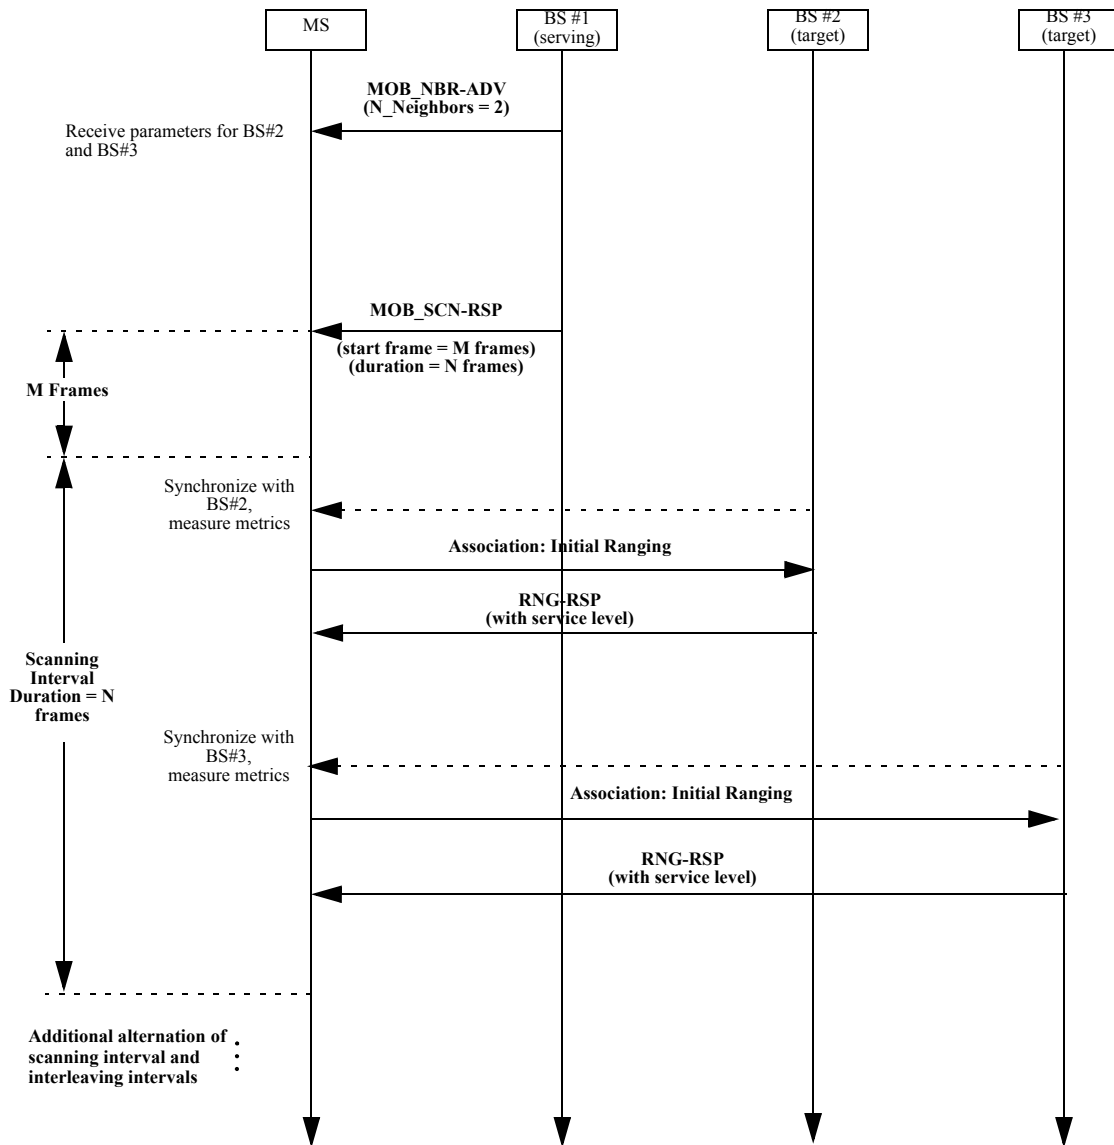 MS
BS #1
(serving)
BS #2
(target)
BS #3
(target)
MOB_NBR-ADV
(N_Neighbors = 2)
Receive parameters for BS#2
and BS#3
MOB_SCN-RSP
(start frame = M frames)
(duration = N frames)
M Frames
Synchronize with
BS#2,
measure metrics
Association: Initial Ranging
RNG-RSP
(with service level)
Scanning
Interval
Duration = N
frames
Synchronize with
BS#3,
measure metrics
Association: Initial Ranging
RNG-RSP
(with service level)
Additional alternation of
scanning interval and
interleaving intervals